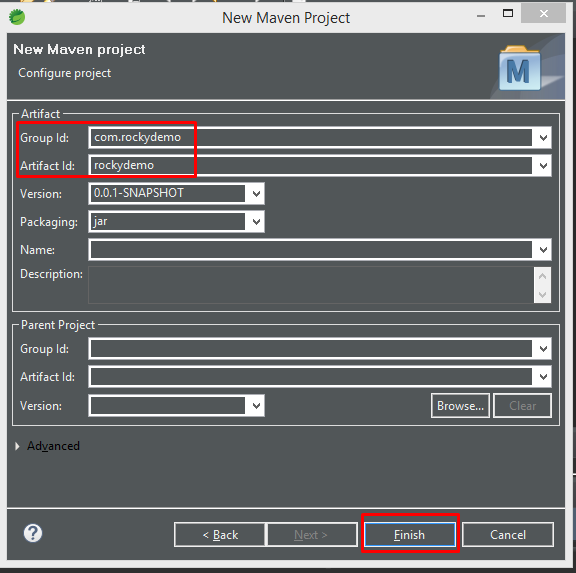 New Maven Project
New Maven project
Configure project
M
Artifact
Group Id: com.rockydemo
Artifact Id: rockydemo
Version: 0.0.1-SNAPSHOT
Packaging: jar
Name:
Description:
Parent Project
Group Id:
Artifact Id:
Version: Browse... Clear
Advanced
? < Back Next > Finish Cancel